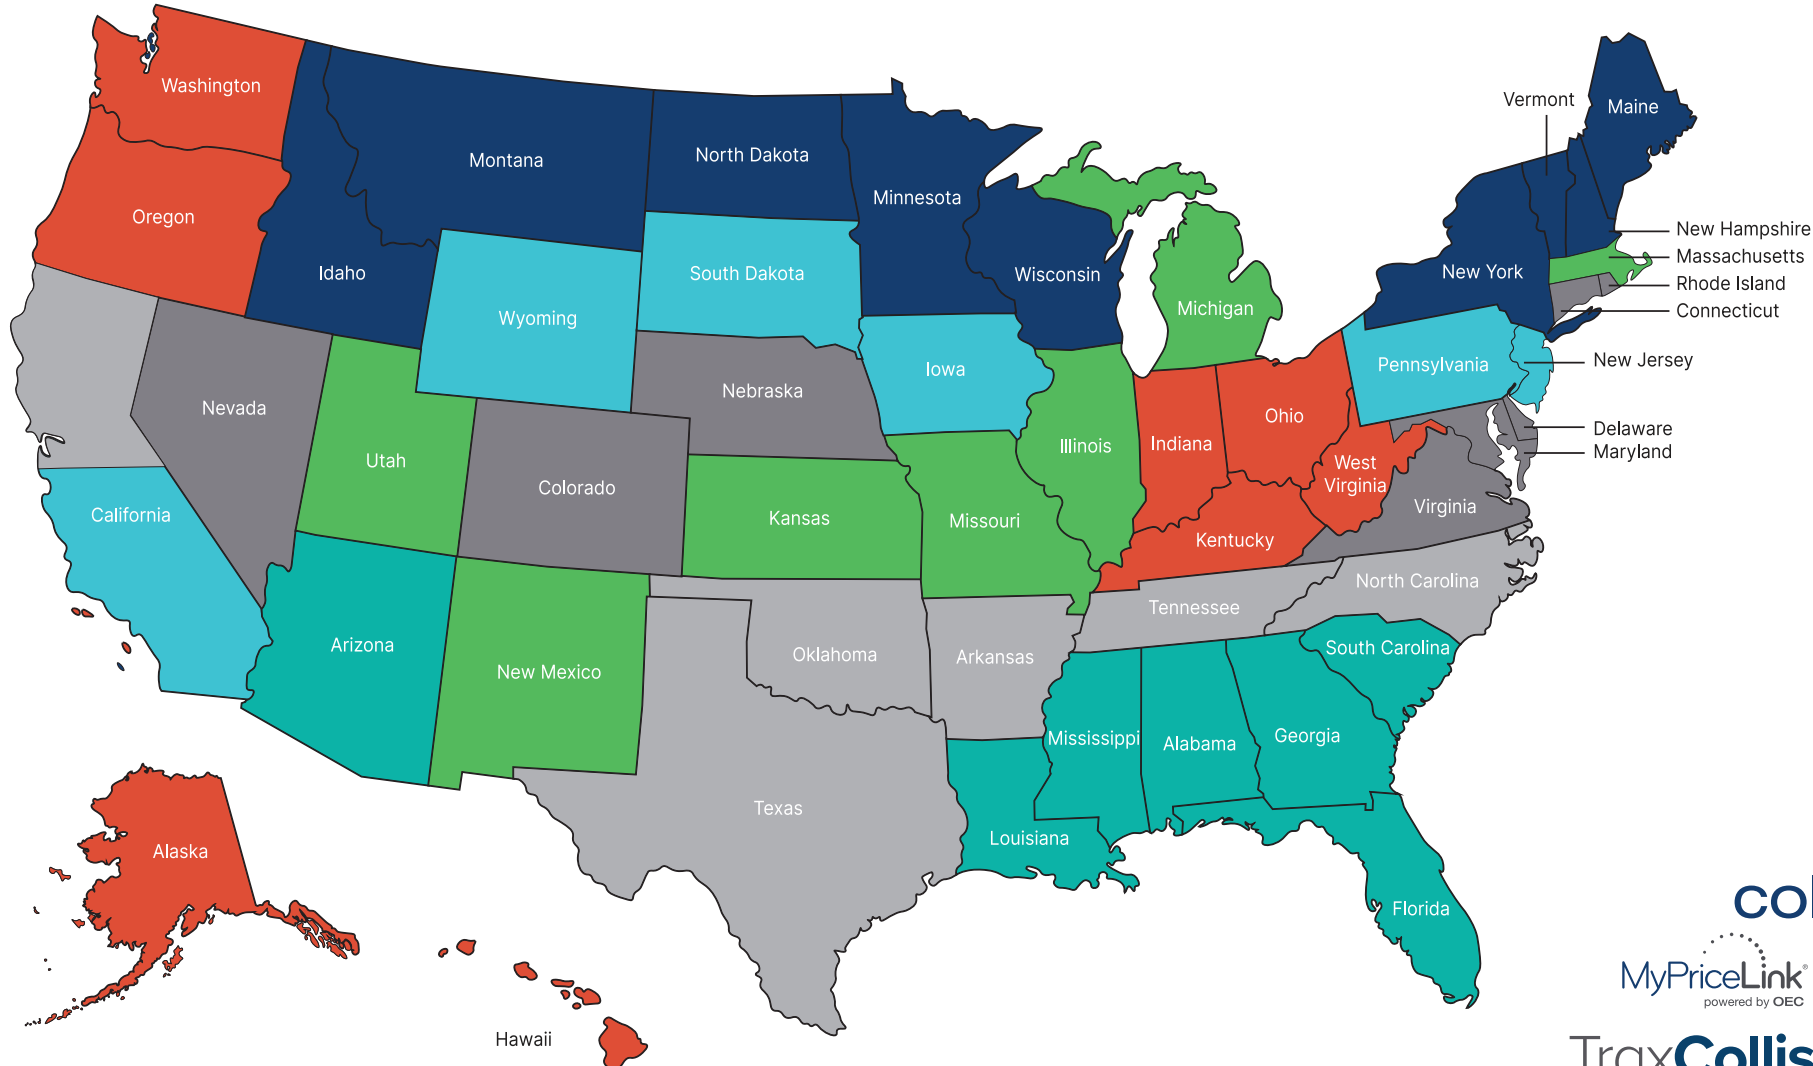 Washington
Oregon
Montana
Idaho
North Dakota
Minnesota
Wisconsin
Vermont
Maine
New York
New Hampshire
Massachusetts
Rhode Island
Connecticut
New Jersey
Delaware
Maryland
Wyoming
South Dakota
Iowa
Nebraska
Michigan
Pennsylvania
Nevada
Utah
Colorado
Kansas
Missouri
Illinois
Indiana
Ohio
West
Virginia
Virginia
Kentucky
California
Arizona
New Mexico
Oklahoma
Arkansas
Tennessee
North Carolina
South Carolina
Texas
Louisiana
Mississippi
Alabama
Georgia
Florida
Alaska
Hawaii
MyPriceLink®
powered by OEC
TraxCollis